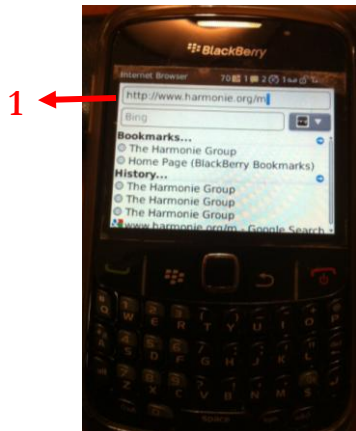 BlackBerry
Internet Browser
1
http://www.harmonie.org/m
Bing
Bookmarks...
The Harmonie Group
Home Page (BlackBerry Bookmarks)
History...
The Harmonie Group
The Harmonie Group
The Harmonie Group
www.harmonie.org/m - Google Search